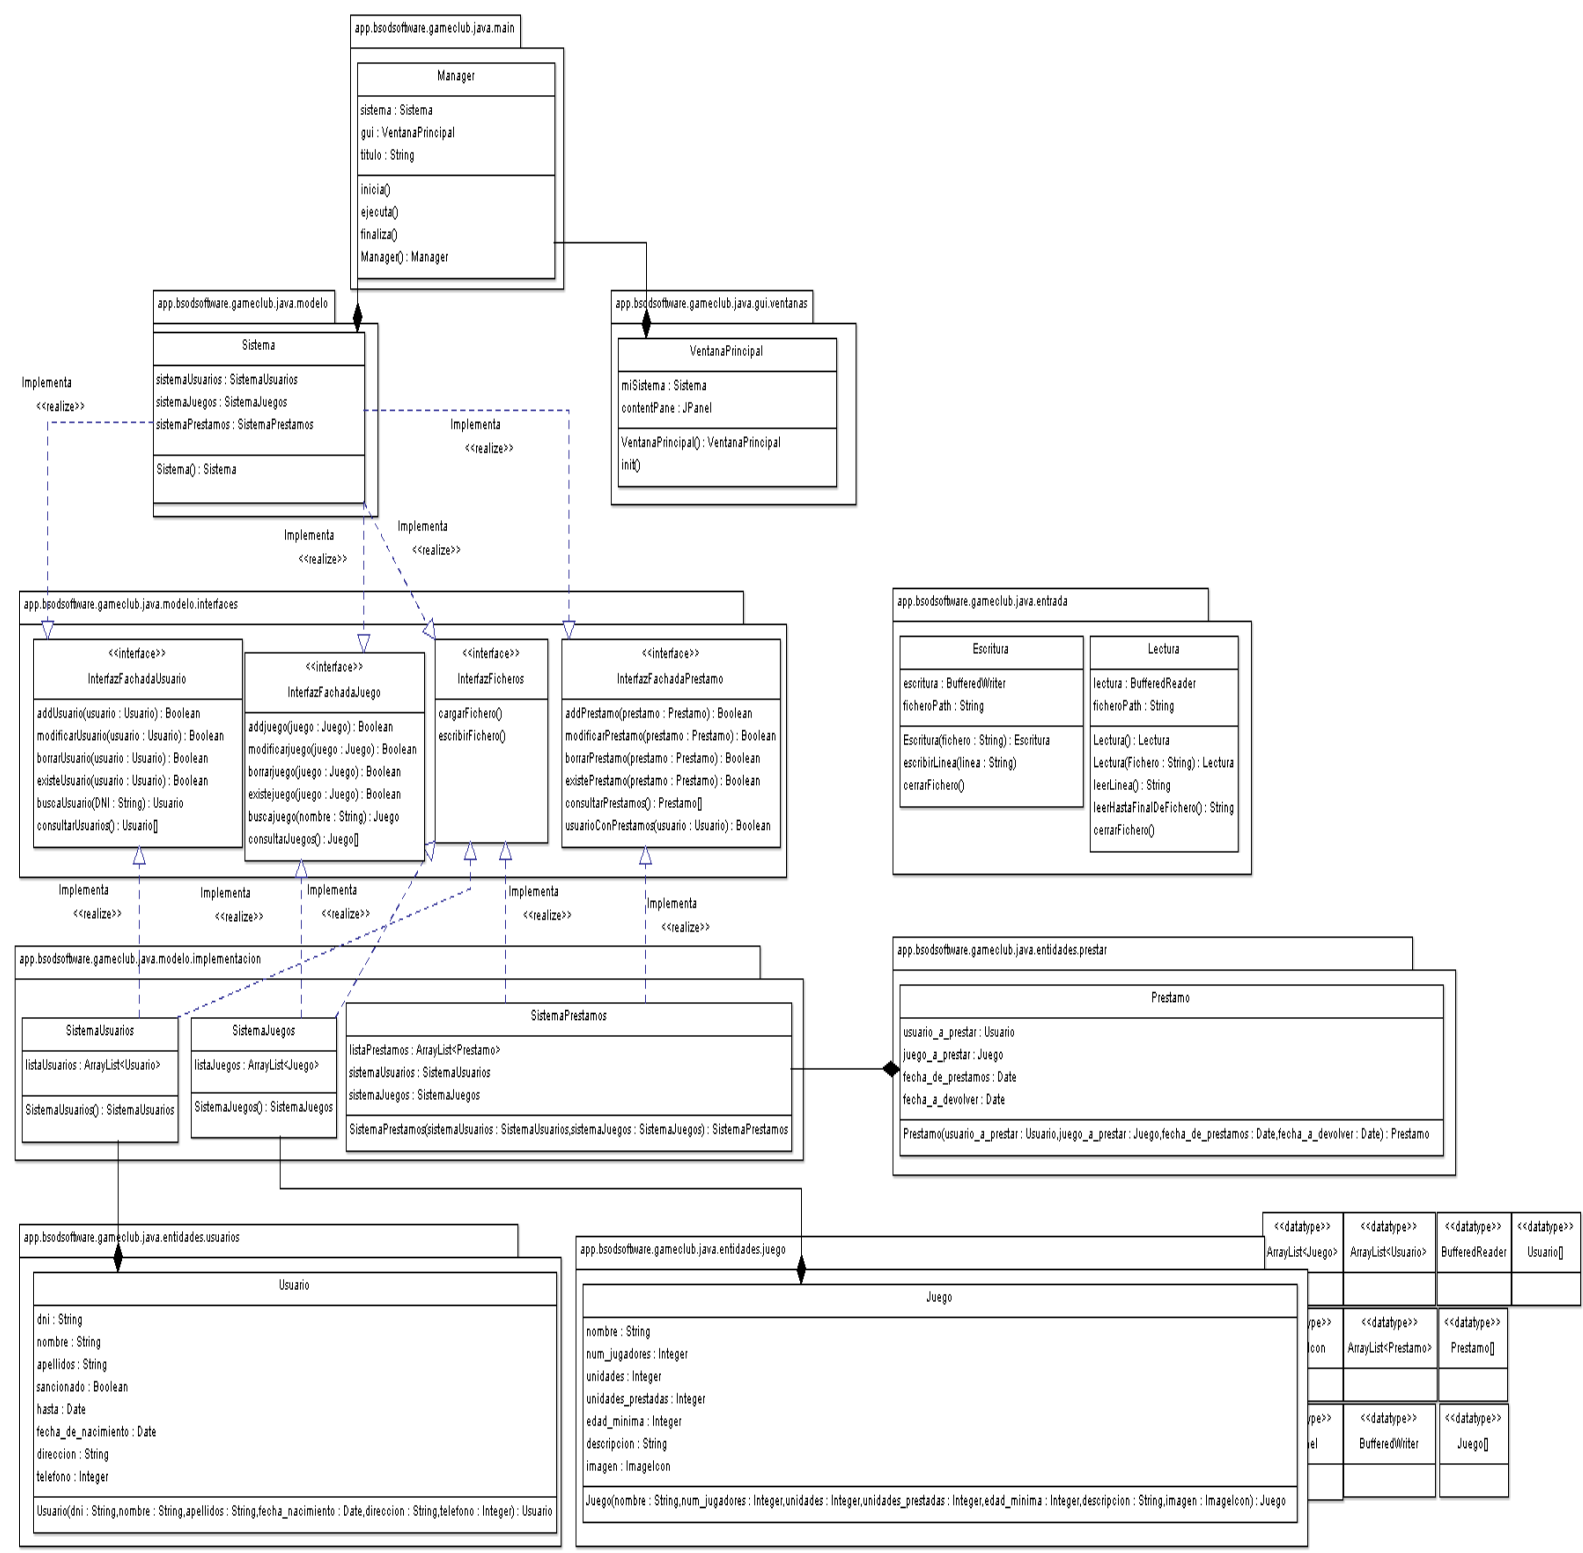 app.bsodsoftware.gameclub.java.main
Manager
sistema : Sistema
gui : VentanaPrincipal
titulo : String
inicia()
ejecuta()
finaliza()
Manager() : Manager
app.bsodsoftware.gameclub.java.modelo
Sistema
sistemaUsuarios : SistemaUsuarios
sistemaJuegos : SistemaJuegos
sistemaPrestamos : SistemaPrestamos
Sistema() : Sistema
app.bsodsoftware.gameclub.java.gui.ventanas
VentanaPrincipal
miSistema : Sistema
contentPane : JPanel
VentanaPrincipal() : VentanaPrincipal
init()
Implementa
<<realize>>
Implementa
<<realize>>
Implementa
<<realize>>
Implementa
<<realize>>
app.bsodsoftware.gameclub.java.modelo.interfaces
<<interface>>
InterfazFachadaUsuario
addUsuario(usuario : Usuario) : Boolean
modificarUsuario(usuario : Usuario) : Boolean
borrarUsuario(usuario : Usuario) : Boolean
existeUsuario(usuario : Usuario) : Boolean
buscaUsuario(DNI : String) : Usuario
consultarUsuarios() : Usuario[]
<<interface>>
InterfazFachadaJuego
addjuego(juego : Juego) : Boolean
modificarjuego(juego : Juego) : Boolean
borrarjuego(juego : Juego) : Boolean
existejuego(juego : Juego) : Boolean
buscajuego(nombre : String) : Juego
consultarJuegos() : Juego[]
<<interface>>
InterfazFicheros
cargarFichero()
escribirFichero()
<<interface>>
InterfazFachadaPrestamo
addPrestamo(prestamo : Prestamo) : Boolean
modificarPrestamo(prestamo : Prestamo) : Boolean
borrarPrestamo(prestamo : Prestamo) : Boolean
existePrestamo(prestamo : Prestamo) : Boolean
consultarPrestamos() : Prestamo[]
usuarioConPrestamos(usuario : Usuario) : Boolean
app.bsodsoftware.gameclub.java.entrada
Escritura
escritura : BufferedWriter
ficheroPath : String
Escritura(fichero : String) : Escritura
escribirLinea(linea : String)
cerrarFichero()
Lectura
lectura : BufferedReader
ficheroPath : String
Lectura() : Lectura
Lectura(Fichero : String) : Lectura
leerLinea() : String
leerHastaFinalDeFichero() : String
cerrarFichero()
Implementa
<<realize>>
Implementa
<<realize>>
Implementa
<<realize>>
Implementa
<<realize>>
Implementa
<<realize>>
app.bsodsoftware.gameclub.java.modelo.implementacion
SistemaUsuarios
listaUsuarios : ArrayList<Usuario>
SistemaUsuarios() : SistemaUsuarios
SistemaJuegos
listaJuegos : ArrayList<Juego>
SistemaJuegos() : SistemaJuegos
SistemaPrestamos
listaPrestamos : ArrayList<Prestamo>
sistemaUsuarios : SistemaUsuarios
sistemaJuegos : SistemaJuegos
SistemaPrestamos(sistemaUsuarios : SistemaUsuarios,sistemaJuegos : SistemaJuegos) : SistemaPrestamos
app.bsodsoftware.gameclub.java.entidades.prestar
Prestamo
usuario_a_prestar : Usuario
juego_a_prestar : Juego
fecha_de_prestamos : Date
fecha_a_devolver : Date
Prestamo(usuario_a_prestar : Usuario,juego_a_prestar : Juego,fecha_de_prestamos : Date,fecha_a_devolver : Date) : Prestamo
app.bsodsoftware.gameclub.java.entidades.usuarios
Usuario
dni : String
nombre : String
apellidos : String
sancionado : Boolean
hasta : Date
fecha_de_nacimiento : Date
direccion : String
telefono : Integer
Usuario(dni : String,nombre : String,apellidos : String,fecha_nacimiento : Date,direccion : String,telefono : Integer) : Usuario
app.bsodsoftware.gameclub.java.entidades.juego
Juego
nombre : String
num_jugadores : Integer
unidades : Integer
unidades_prestadas : Integer
edad_minima : Integer
descripcion : String
imagen : ImageIcon
Juego(nombre : String,num_jugadores : Integer,unidades : Integer,unidades_prestadas : Integer,edad_minima : Integer,descripcion : String,imagen : ImageIcon) : Juego
<<datatype>>
ArrayList<Juego>
<<datatype>>
ArrayList<Usuario>
<<datatype>>
BufferedReader
<<datatype>>
Usuario[]
ype>>
Icon
<<datatype>>
ArrayList<Prestamo>
<<datatype>>
Prestamo[]
ype>>
el
<<datatype>>
BufferedWriter
<<datatype>>
Juego[]